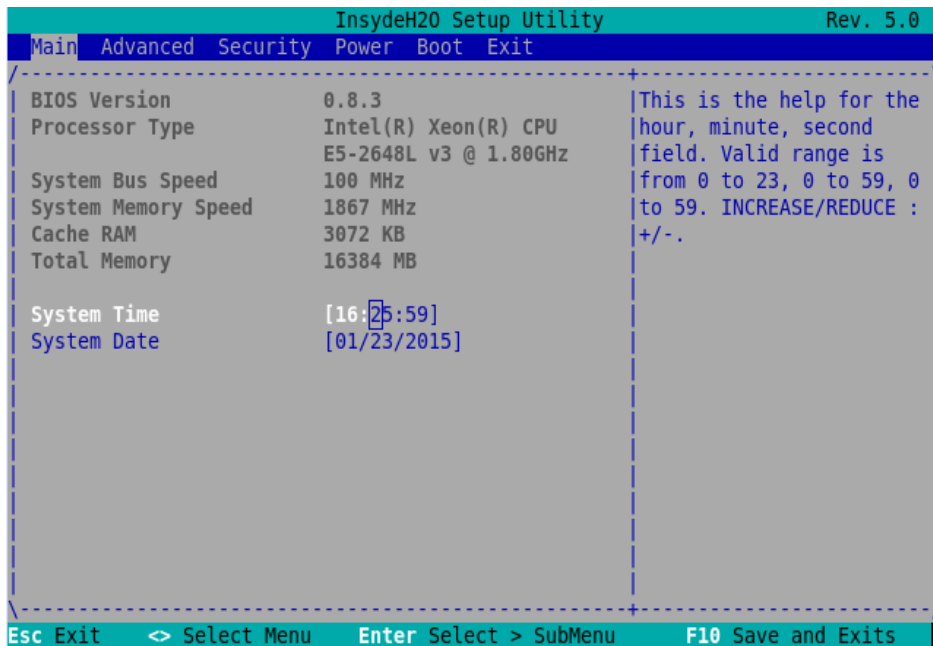 InsydeH2O Setup Utility Rev. 5.0
Main Advanced Security Power Boot Exit
BIOS Version 0.8.3
Processor Type Intel(R) Xeon(R) CPU
E5-2648L v3 @ 1.80GHz
System Bus Speed 100 MHz
System Memory Speed 1867 MHz
Cache RAM 3072 KB
Total Memory 16384 MB
System Time [16:25:59]
System Date [01/23/2015]
This is the help for the
hour, minute, second
field. Valid range is
from 0 to 23, 0 to 59, 0
to 59. INCREASE/REDUCE :
+/-.
Esc Exit <> Select Menu Enter Select > SubMenu F10 Save and Exits